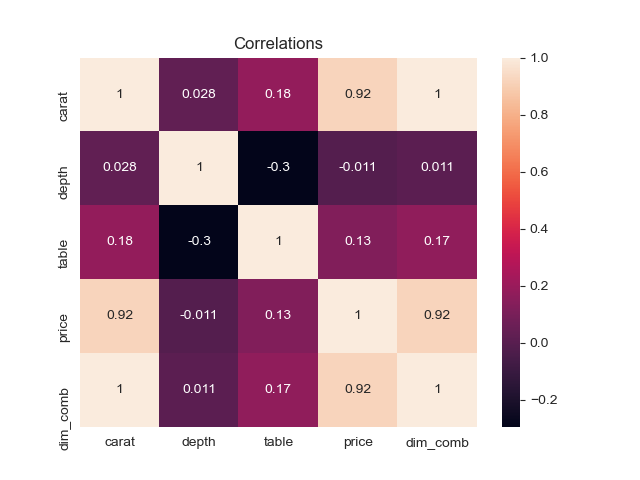 Correlations
carat 1 0.028 0.18 0.92 1
depth 0.028 1 -0.3 -0.011 0.011
table 0.18 -0.3 1 0.13 0.17
price 0.92 -0.011 0.13 1 0.92
dim_comb 1 0.011 0.17 0.92 1
carat depth table price dim_comb
1.0
0.8
0.6
0.4
0.2
0.0
−0.2